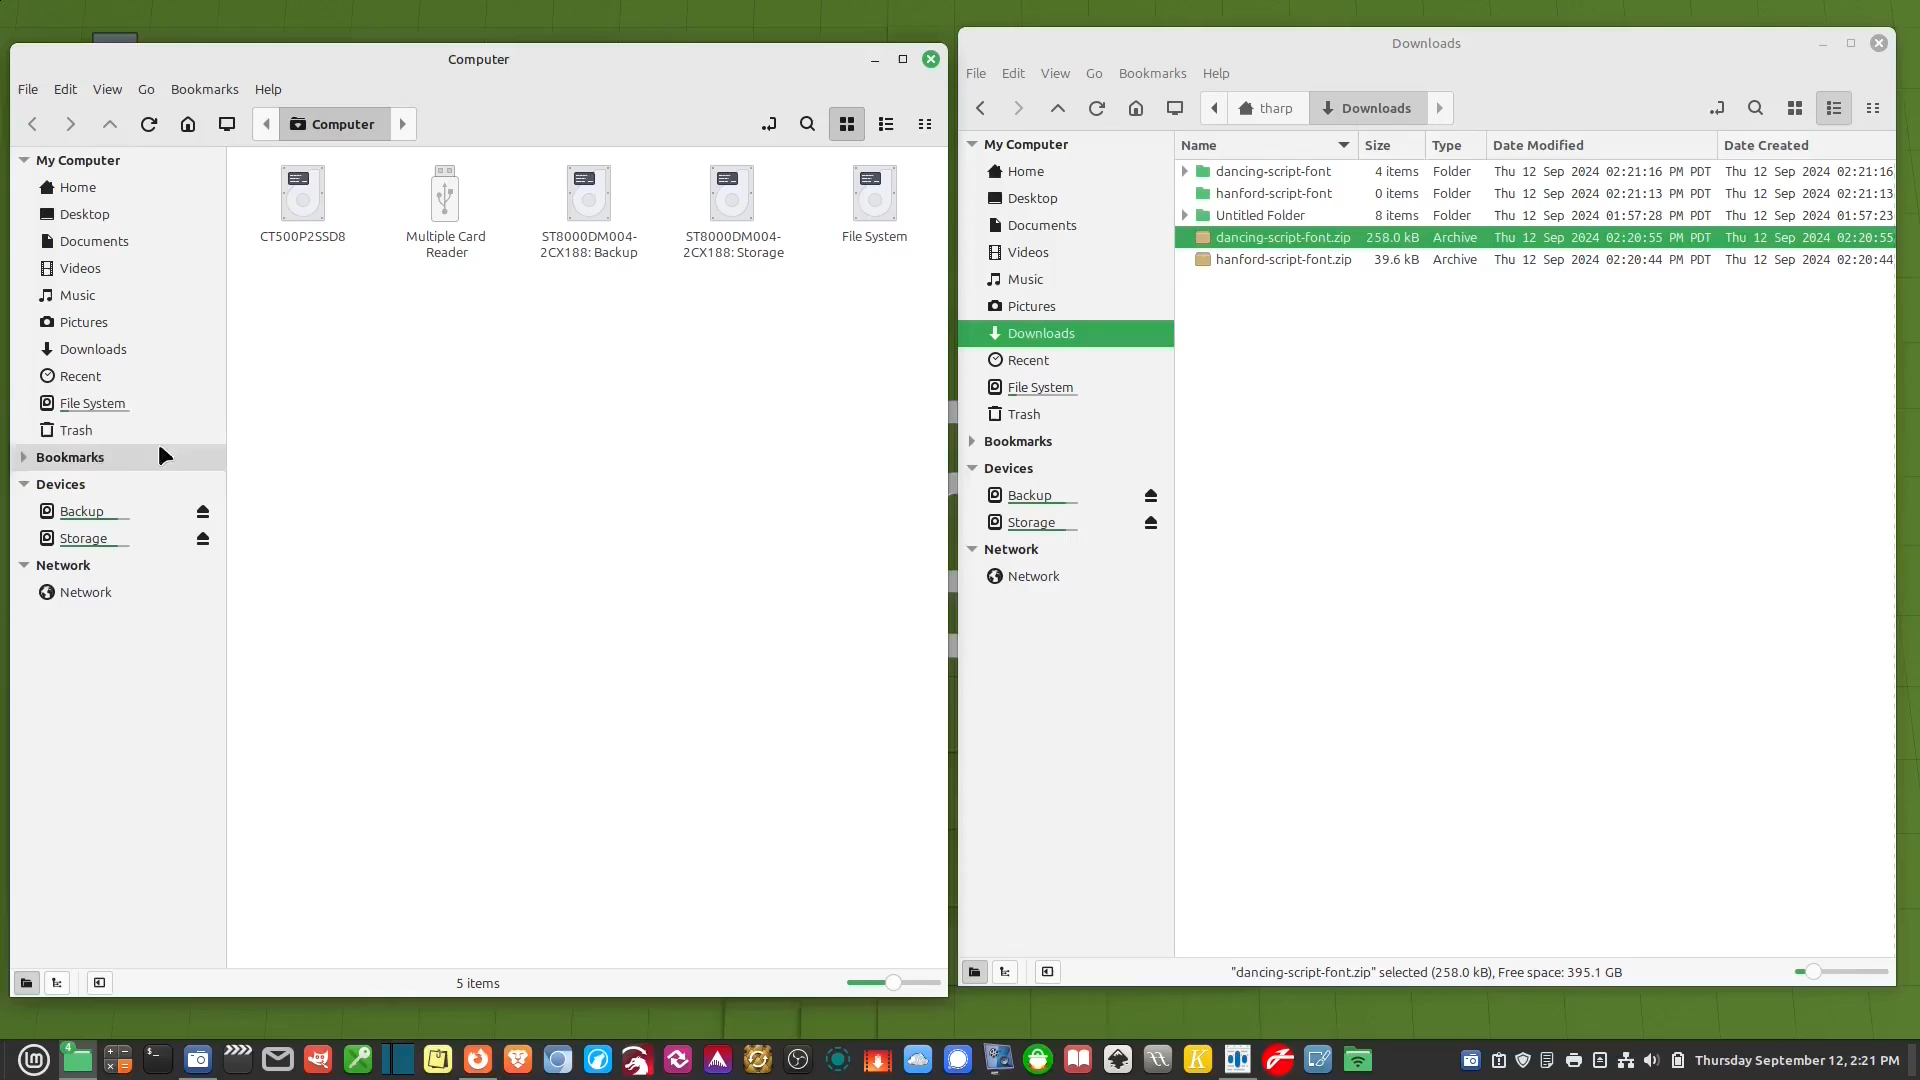 Computer
File Edit View Go Bookmarks Help
Computer
My Computer
Home
Desktop
Documents
Videos
Music
Pictures
Downloads
Recent
File System
Trash
Bookmarks
Devices
Backup
Storage
Network
Network
CT500P2SSD8
Multiple Card
Reader
ST8000DM004-
2CX188: Backup
ST8000DM004-
2CX188: Storage
File System
5 items
Downloads
File Edit View Go Bookmarks Help
tharp Downloads
My Computer
Home
Desktop
Documents
Videos
Music
Pictures
Downloads
Recent
File System
Trash
Bookmarks
Devices
Backup
Storage
Network
Network
Name Size Type Date Modified Date Created
dancing-script-font 4 items Folder Thu 12 Sep 2024 02:21:16 PM PDT Thu 12 Sep 2024 02:21:16
hanford-script-font 0 items Folder Thu 12 Sep 2024 02:21:13 PM PDT Thu 12 Sep 2024 02:21:13
Untitled Folder 8 items Folder Thu 12 Sep 2024 01:57:28 PM PDT Thu 12 Sep 2024 01:57:23
dancing-script-font.zip 258.0 kB Archive Thu 12 Sep 2024 02:20:55 PM PDT Thu 12 Sep 2024 02:20:55
hanford-script-font.zip 39.6 kB Archive Thu 12 Sep 2024 02:20:44 PM PDT Thu 12 Sep 2024 02:20:44
"dancing-script-font.zip" selected (258.0 kB), Free space: 395.1 GB
4
Thursday September 12, 2:21 PM